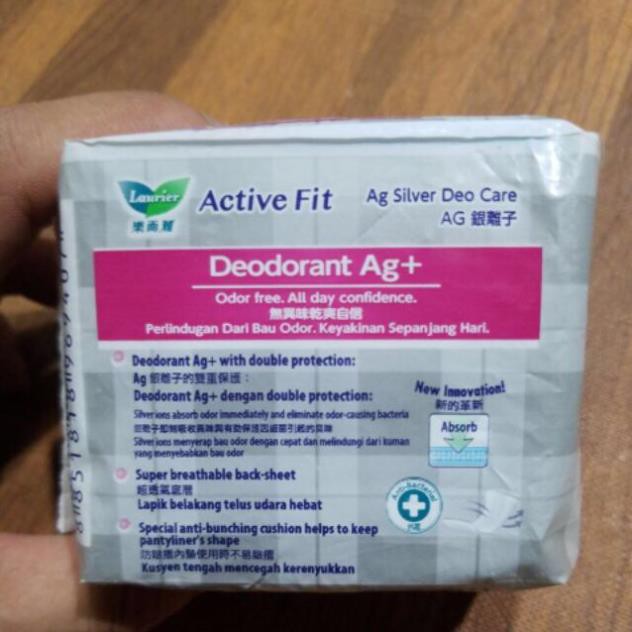 Laurier
樂而雅
Active Fit
Ag Silver Deo Care
AG 銀離子
Deodorant Ag+
Odor free. All day confidence.
無異味乾爽自信
Perlindungan Dari Bau Odor. Keyakinan Sepanjang Hari.
Deodorant Ag+ with double protection:
Ag 銀離子的雙重保護：
Deodorant Ag+ dengan double protection:
Silver ions absorb odor immediately and eliminate odor-causing bacteria
Silver ions menyerap bau odor dengan cepat dan melindungi dari kuman
yang menyebabkan bau odor
Super breathable back-sheet
超透氣底層
Lapik belakang telus udara hebat
Special anti-bunching cushion helps to keep
pantyliner's shape
Kusyen tengah mencegah kerenyukkan
New Innovation!
新的革新
Absorb
Anti-Bacterial